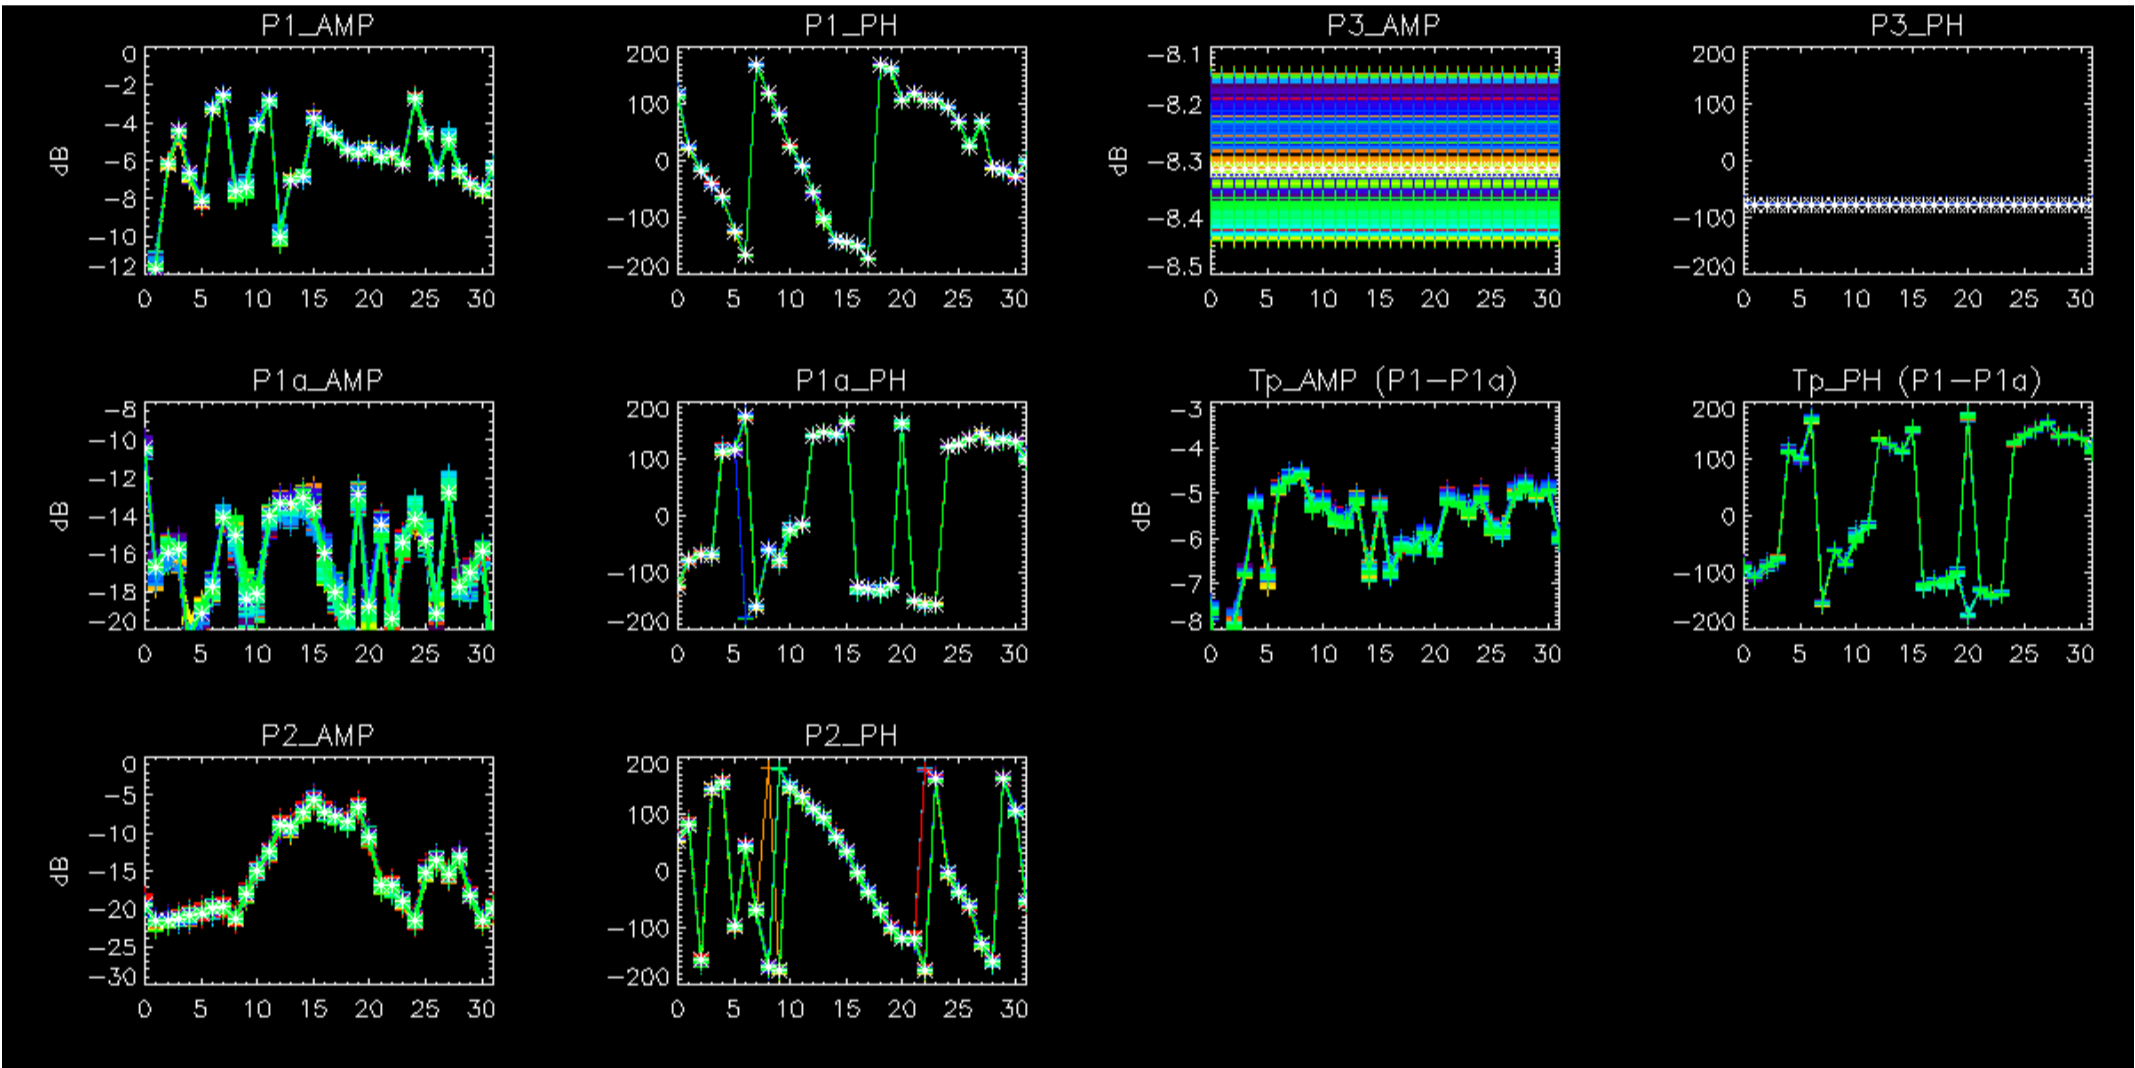 P1_AMP
dB
0
-2
-4
-6
-8
-10
-12
0 5 10 15 20 25 30
P1_PH
200
100
0
-100
-200
0 5 10 15 20 25 30
P3_AMP
dB
-8.1
-8.2
-8.3
-8.4
-8.5
0 5 10 15 20 25 30
P3_PH
200
100
0
-100
-200
0 5 10 15 20 25 30
P1a_AMP
dB
-8
-10
-12
-14
-16
-18
-20
0 5 10 15 20 25 30
P1a_PH
200
100
0
-100
-200
0 5 10 15 20 25 30
Tp_AMP (P1-P1a)
dB
-3
-4
-5
-6
-7
-8
0 5 10 15 20 25 30
Tp_PH (P1-P1a)
200
100
0
-100
-200
0 5 10 15 20 25 30
P2_AMP
dB
0
-5
-10
-15
-20
-25
-30
0 5 10 15 20 25 30
P2_PH
200
100
0
-100
-200
0 5 10 15 20 25 30